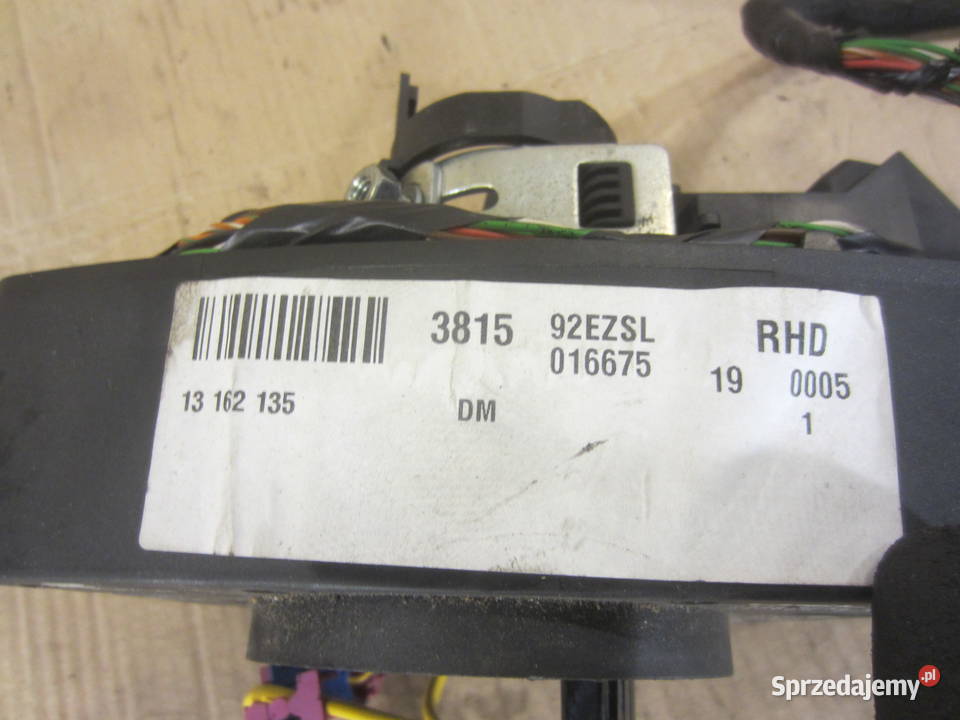 3815
92EZSL
016675
RHD
19 0005
1
13 162 135
DM
Sprzedajemy.pl